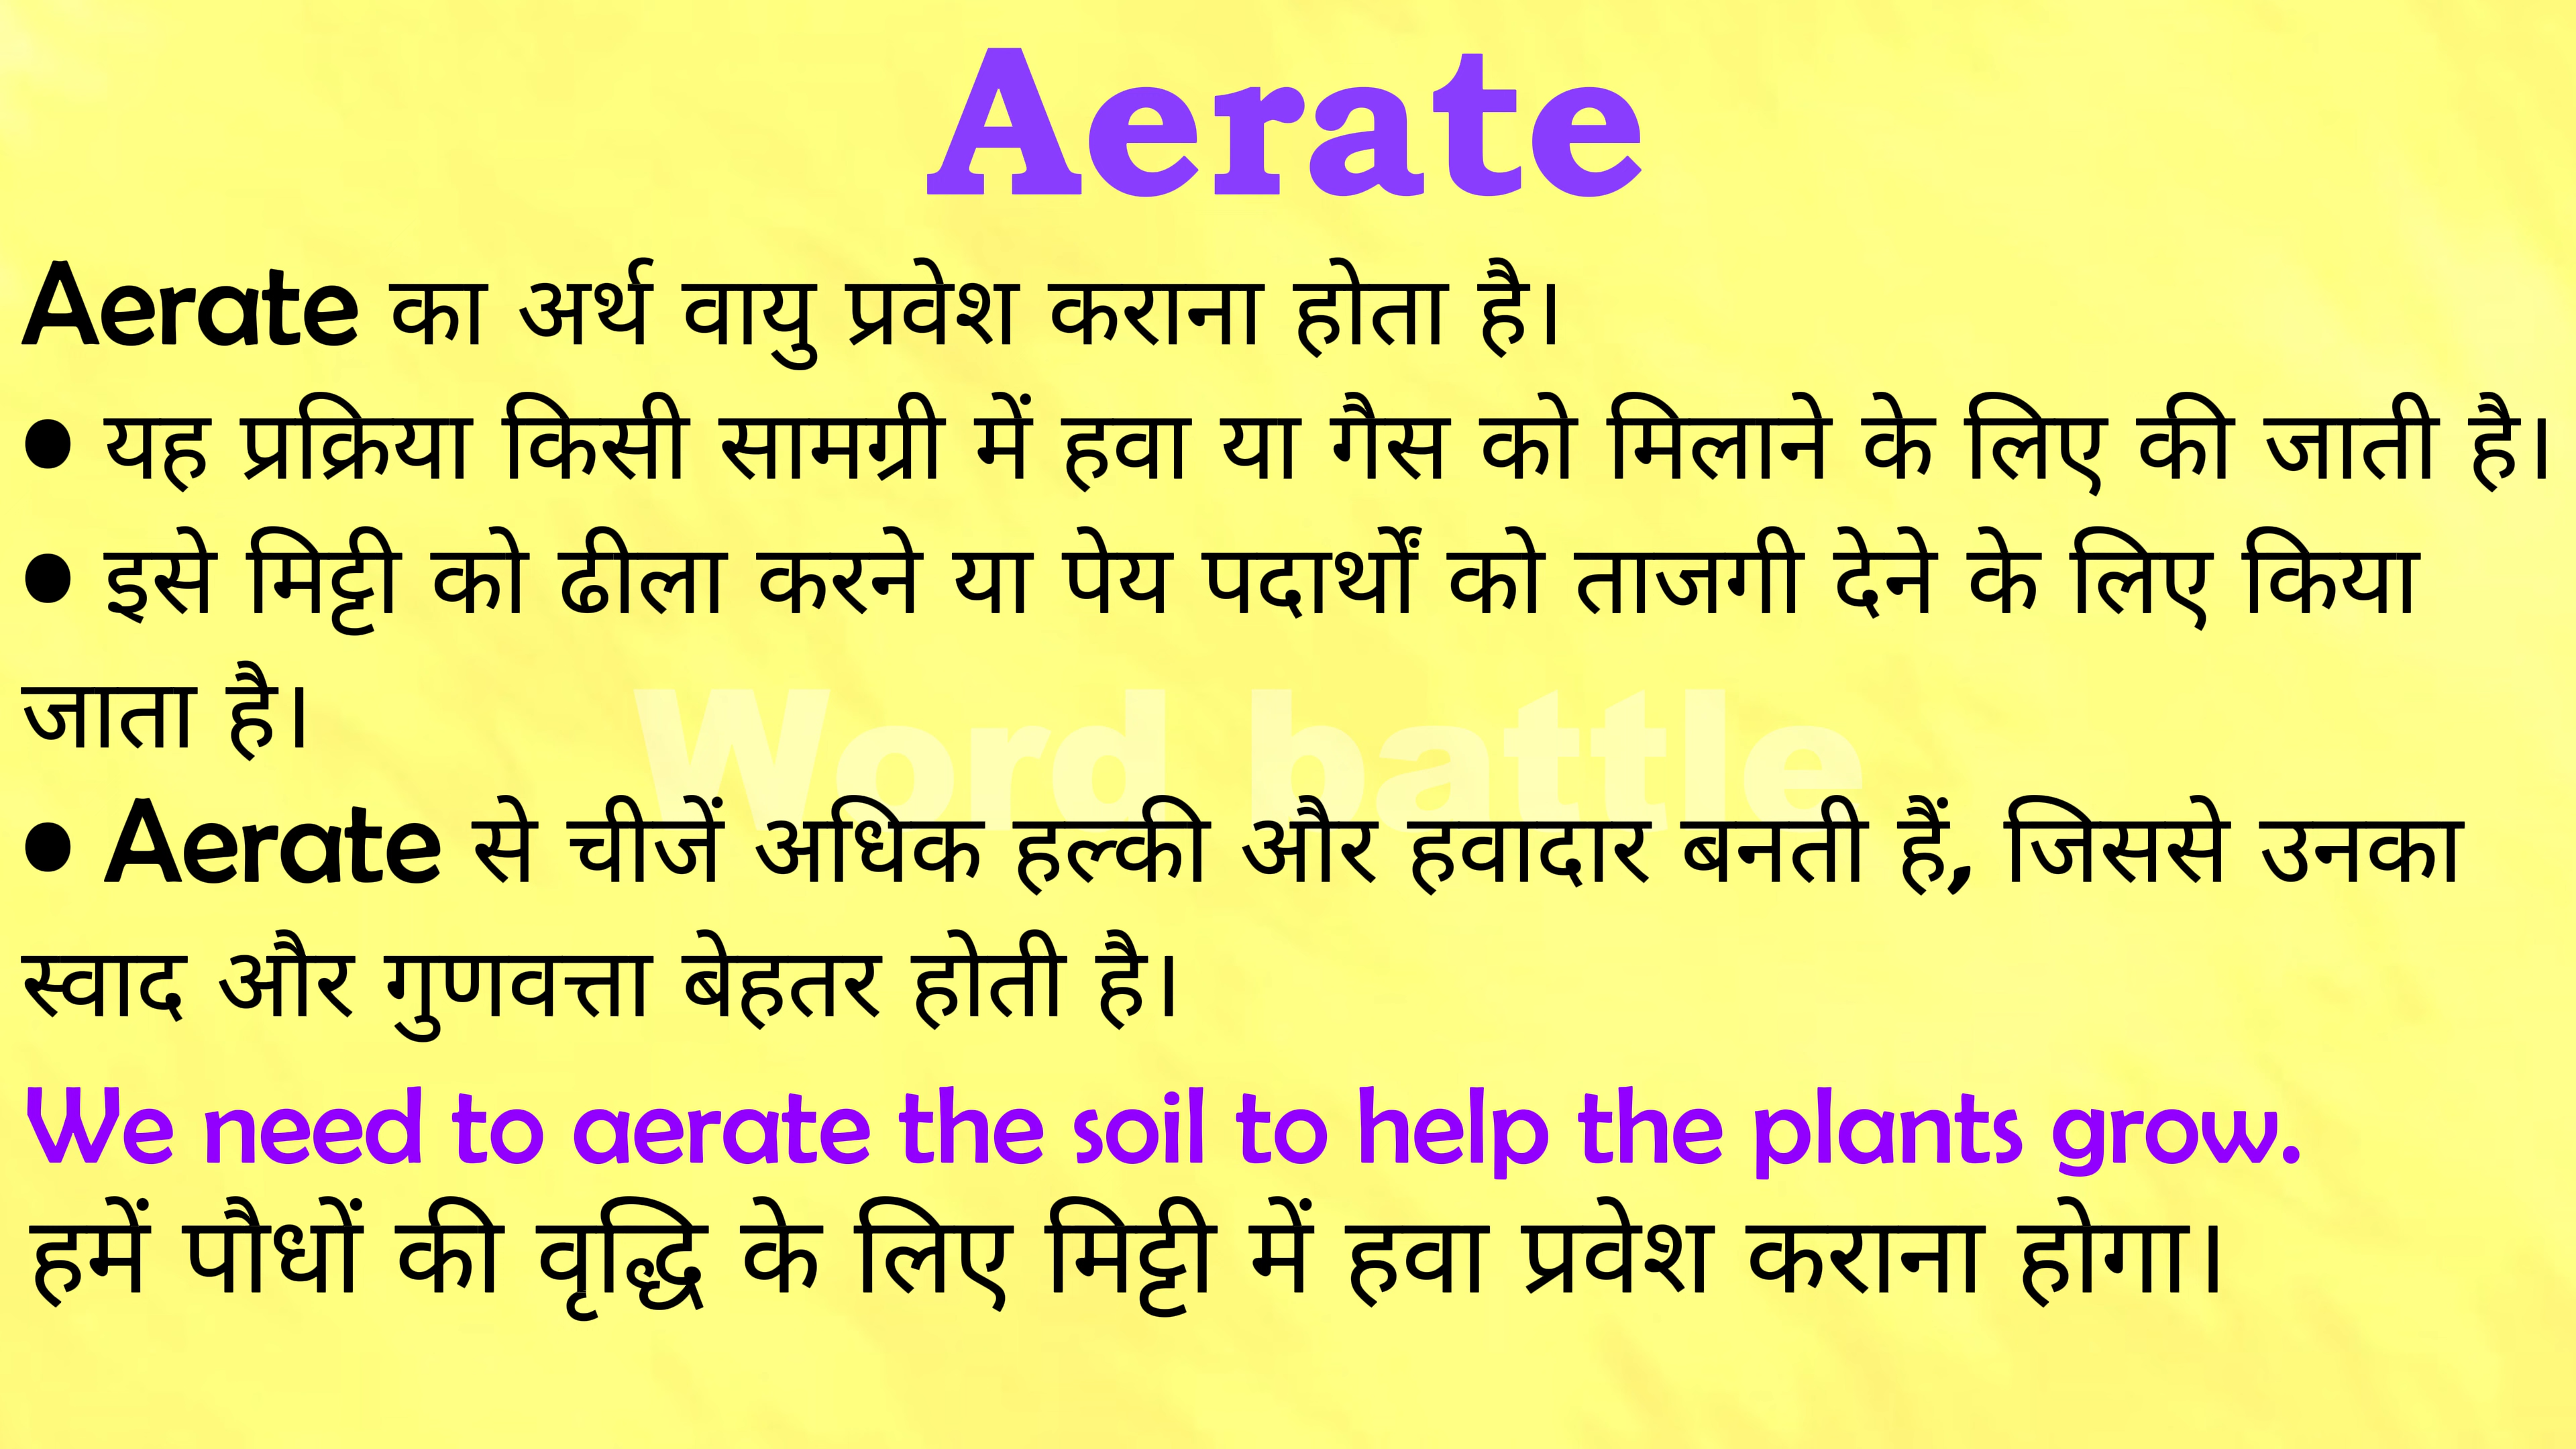 Aerate
Aerate का अर्थ वायु प्रवेश कराना होता है।
● यह प्रक्रिया किसी सामग्री में हवा या गैस को मिलाने के लिए की जाती है।
● इसे मिट्टी को ढीला करने या पेय पदार्थों को ताजगी देने के लिए किया
जाता है।
Word battle
● Aerate से चीजें अधिक हल्की और हवादार बनती हैं, जिससे उनका
स्वाद और गुणवत्ता बेहतर होती है।
We need to aerate the soil to help the plants grow.
हमें पौधों की वृद्धि के लिए मिट्टी में हवा प्रवेश कराना होगा।